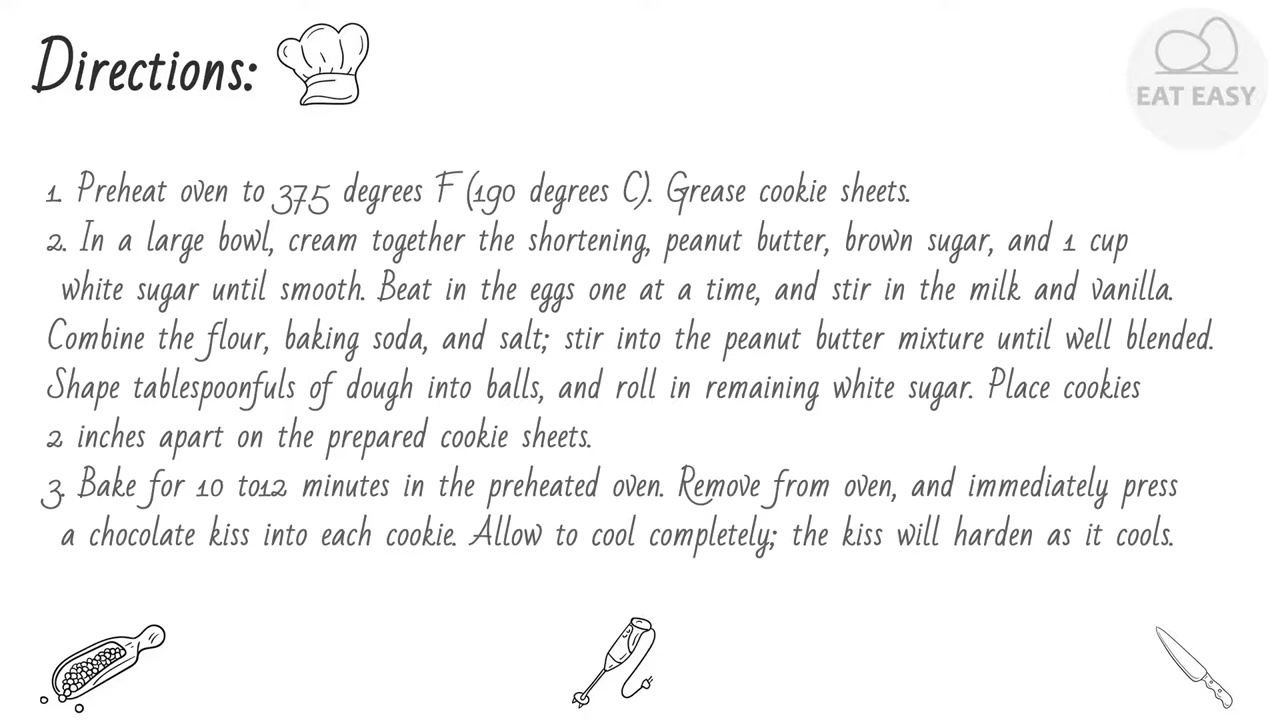 Directions:
EAT EASY
1. Preheat oven to 375 degrees F (190 degrees C). Grease cookie sheets.
2. In a large bowl, cream together the shortening, peanut butter, brown sugar, and 1 cup
white sugar until smooth. Beat in the eggs one at a time, and stir in the milk and vanilla.
Combine the flour, baking soda, and salt; stir into the peanut butter mixture until well blended.
Shape tablespoonfuls of dough into balls, and roll in remaining white sugar. Place cookies
2 inches apart on the prepared cookie sheets.
3. Bake for 10 to12 minutes in the preheated oven. Remove from oven, and immediately press
a chocolate kiss into each cookie. Allow to cool completely; the kiss will harden as it cools.